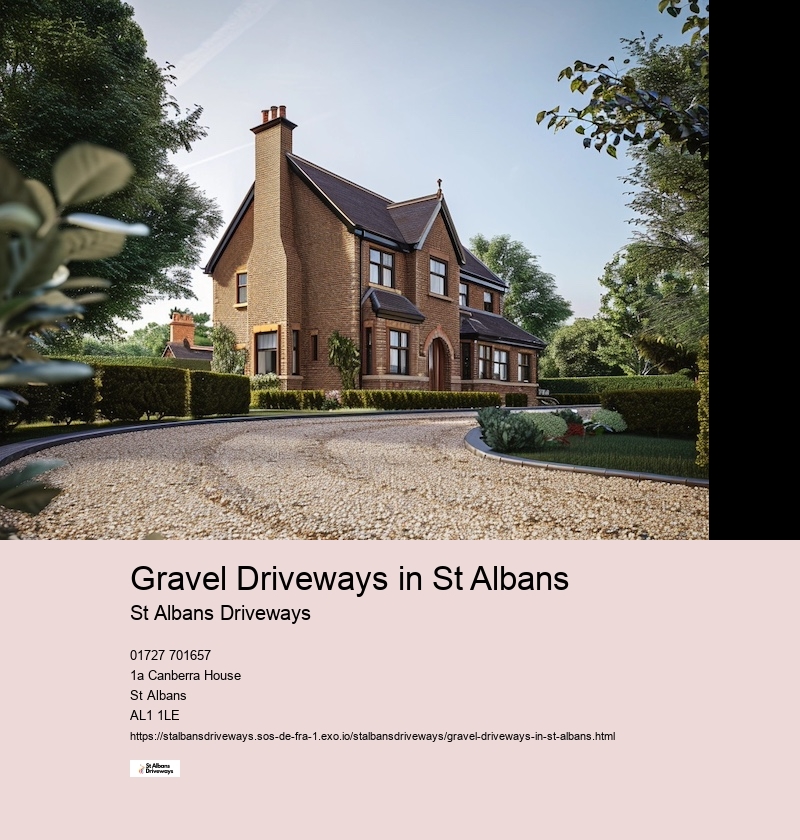 Gravel Driveways in St Albans
St Albans Driveways
01727 701657
1a Canberra House
St Albans
AL1 1LE
https://stalbansdriveways.sos-de-fra-1.exo.io/stalbansdriveways/gravel-driveways-in-st-albans.html
St Albans
Driveways